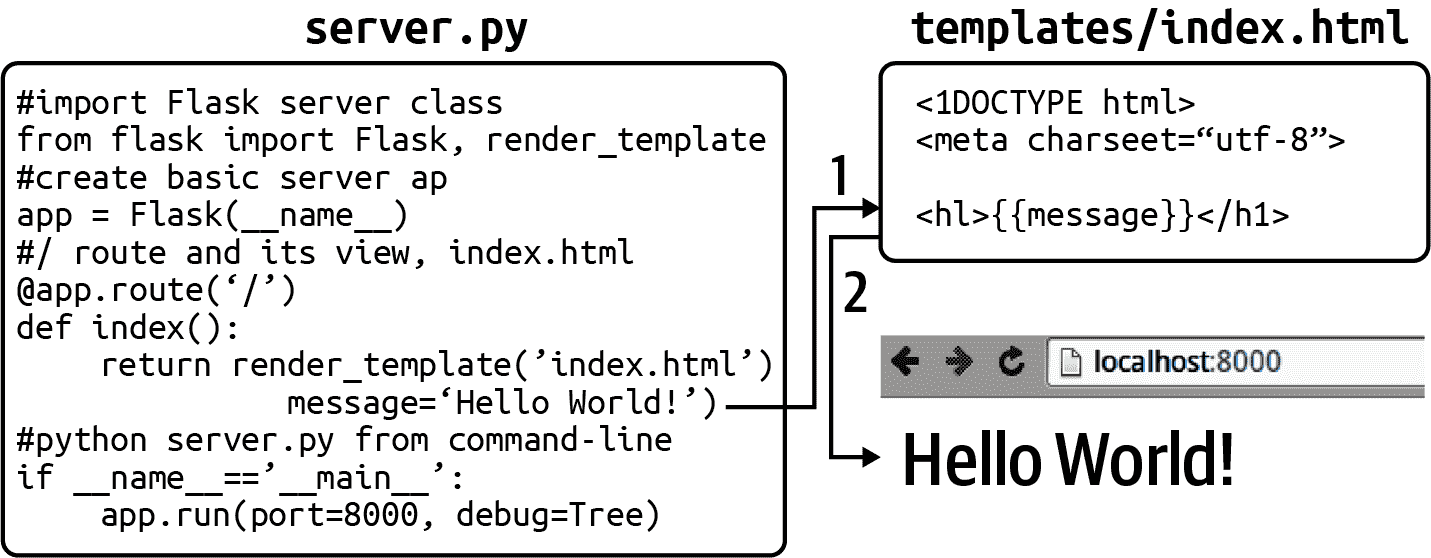 server.py
#import Flask server class
from flask import Flask, render_template
#create basic server ap
app = Flask(__name__)
#/ route and its view, index.html
@app.route(‘/’)
def index():
return render_template(’index.html’)
message=‘Hello World!’)
#python server.py from command-line
if __name__==’__main__’:
app.run(port=8000, debug=Tree)
1
2
templates/index.html
<1DOCTYPE html>
<meta charseet=“utf-8”>
<hl>{{message}}</h1>
localhost:8000
Hello World!